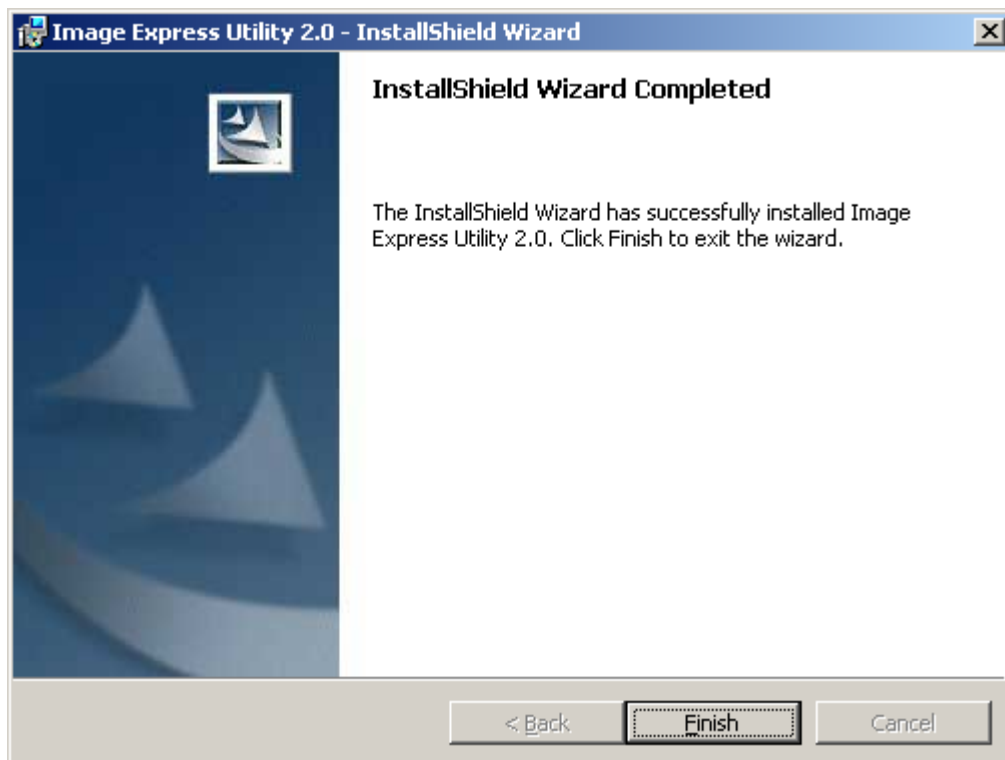 Image Express Utility 2.0 - InstallShield Wizard
InstallShield Wizard Completed
The InstallShield Wizard has successfully installed Image
Express Utility 2.0. Click Finish to exit the wizard.
< Back
Finish
Cancel